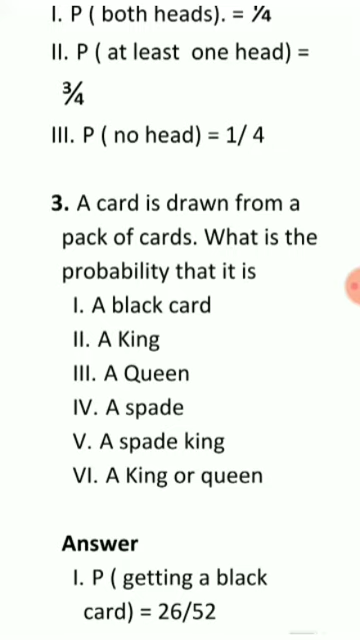 I. P ( both heads). = ¼
II. P ( at least  one head) =
¾
III. P ( no head) = 1/ 4
3. A card is drawn from a
pack of cards. What is the
probability that it is
I. A black card
II. A King
III. A Queen
IV. A spade
V. A spade king
VI. A King or queen
Answer
I. P ( getting a black
card) = 26/52